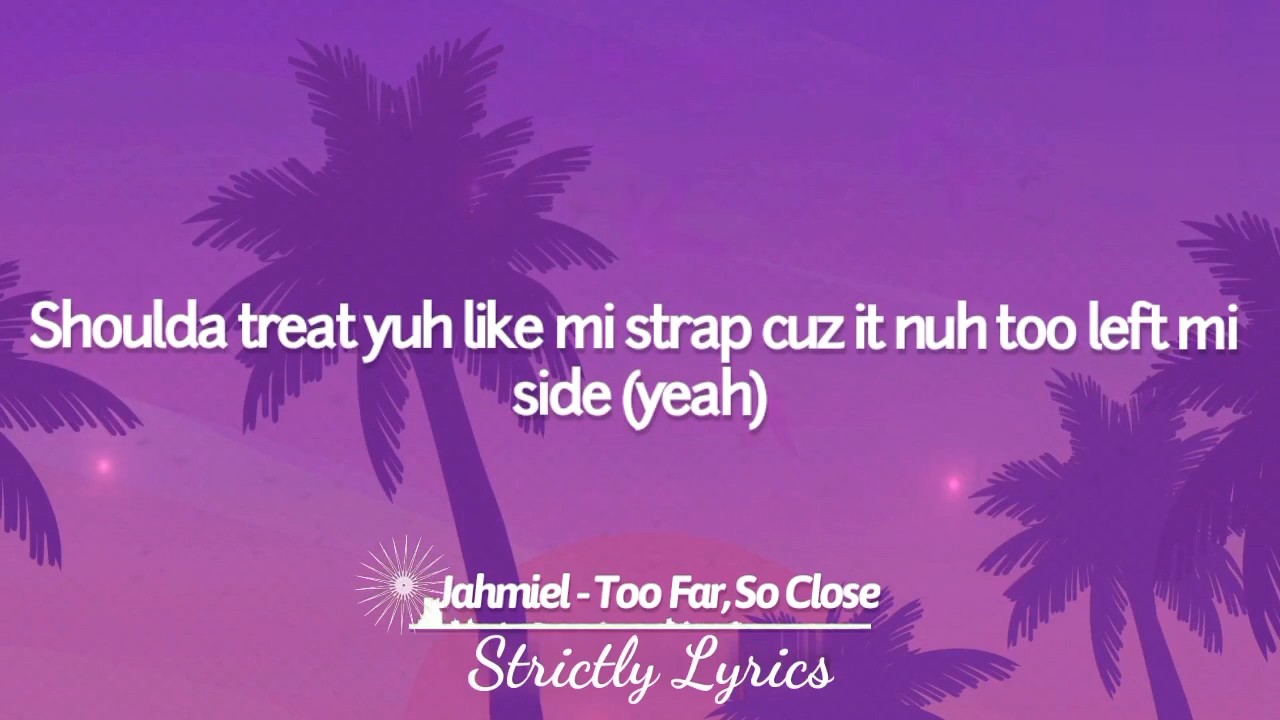 Shoulda treat yuh like mi strap cuz it nuh too left mi
side (yeah)
Jahmiel - Too Far, So Close
Strictly Lyrics